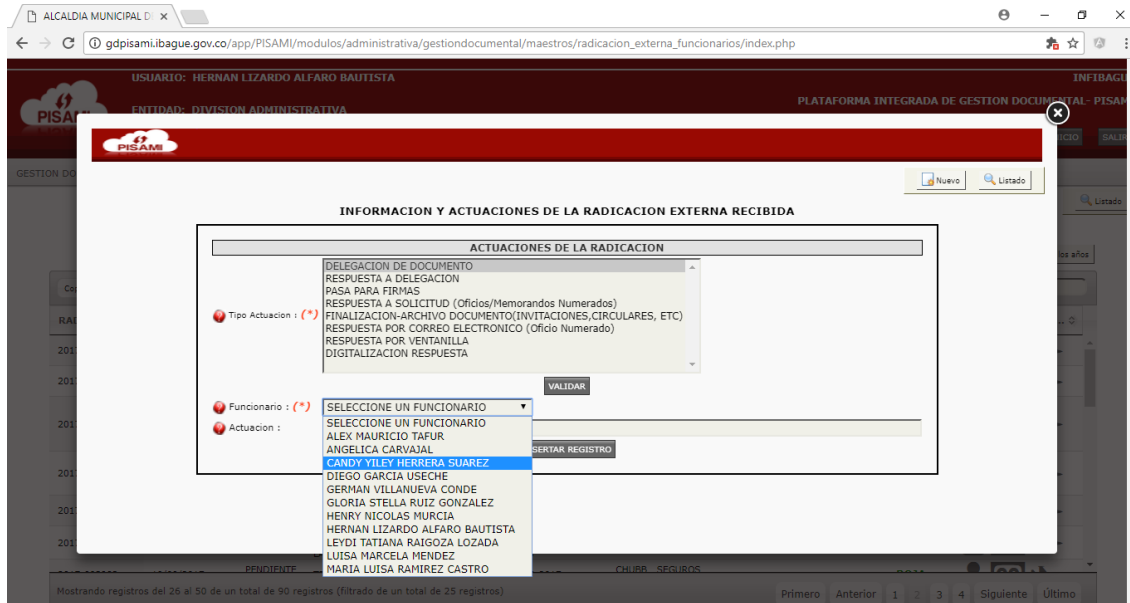 ALCALDIA MUNICIPAL D
gdpisami.ibague.gov.co/app/PISAMI/modulos/administrativa/gestiondocumental/maestros/radicacion_externa_funcionarios/index.php
USUARIO: HERNAN LIZARDO ALFARO BAUTISTA
INFIBAGU
PLATAFORMA INTEGRADA DE GESTION DOCUMENTAL- PISAM
ENTIDAD: DIVISION ADMINISTRATIVA
PISAMI
SALIR
GESTION DO
Nuevo
Listado
Listado
INFORMACION Y ACTUACIONES DE LA RADICACION EXTERNA RECIBIDA
ACTUACIONES DE LA RADICACION
Tipo Actuacion : (*)
DELEGACION DE DOCUMENTO
RESPUESTA A DELEGACION
PASA PARA FIRMAS
RESPUESTA A SOLICITUD (Oficios/Memorandos Numerados)
FINALIZACION-ARCHIVO DOCUMENTO(INVITACIONES,CIRCULARES, ETC)
RESPUESTA POR CORREO ELECTRONICO (Oficio Numerado)
RESPUESTA POR VENTANILLA
DIGITALIZACION RESPUESTA
VALIDAR
Funcionario : (*) SELECCIONE UN FUNCIONARIO
Actuacion :
SERTAR REGISTRO
SELECCIONE UN FUNCIONARIO
ALEX MAURICIO TAFUR
ANGELICA CARVAJAL
CANDY YILEY HERRERA SUAREZ
DIEGO GARCIA USECHE
GERMAN VILLANUEVA CONDE
GLORIA STELLA RUIZ GONZALEZ
HENRY NICOLAS MURCIA
HERNAN LIZARDO ALFARO BAUTISTA
LEYDI TATIANA RAIGOZA LOZADA
LUISA MARCELA MENDEZ
MARIA LUISA RAMIREZ CASTRO
PENDIENTE
CHUBB SEGUROS
Mostrando registros del 26 al 50 de un total de 90 registros (filtrado de un total de 25 registros)
Primero Anterior 1 2 3 4 Siguiente Último